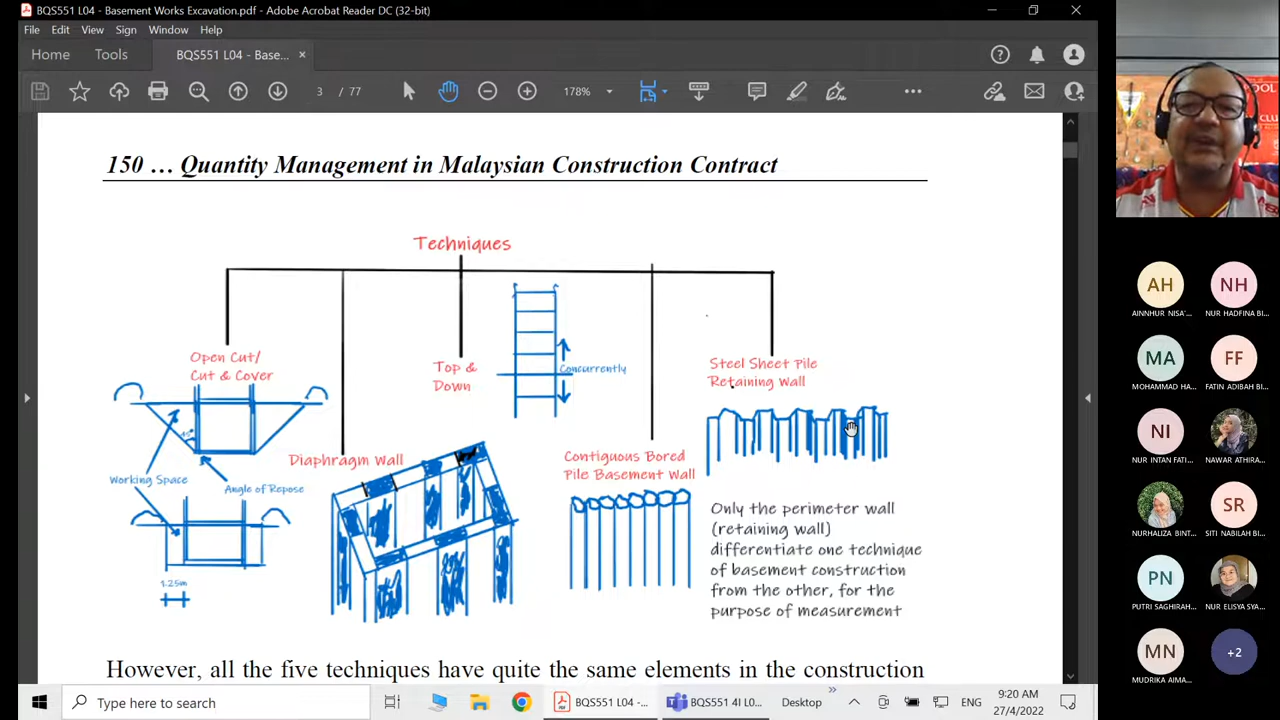 BQS551 L04 - Basement Works Excavation.pdf - Adobe Acrobat Reader DC (32-bit)
File Edit View Sign Window Help
Home Tools BQS551 L04 - Base... ×
3 / 77 178%
150 … Quantity Management in Malaysian Construction Contract
Techniques
Open Cut/
Cut & Cover
Top &
Down
Concurrently
Steel Sheet Pile
Retaining Wall
Diaphragm Wall
Contiguous Bored
Pile Basement Wall
Working Space
Angle of Repose
1.25m
Only the perimeter wall
(retaining wall)
differentiate one technique
of basement construction
from the other, for the
purpose of measurement
However, all the five techniques have quite the same elements in the construction
AH
AINNHUR NISA'...
NH
NUR HADFINA BI...
MA
MOHAMMAD HA...
FF
FATIN ADIBAH BI...
NI
NUR INTAN FATI...
NAWAR ATHIRA...
NURHALIZA BINT...
SR
SITI NABILAH BI...
PN
PUTRI SAGHIRAH...
NUR ELISYA SYA...
MN
MUDRIKA AIMA...
+2
Type here to search
BQS551 L04 -...
BQS551 4I L0...
Desktop
ENG
9:20 AM
27/4/2022